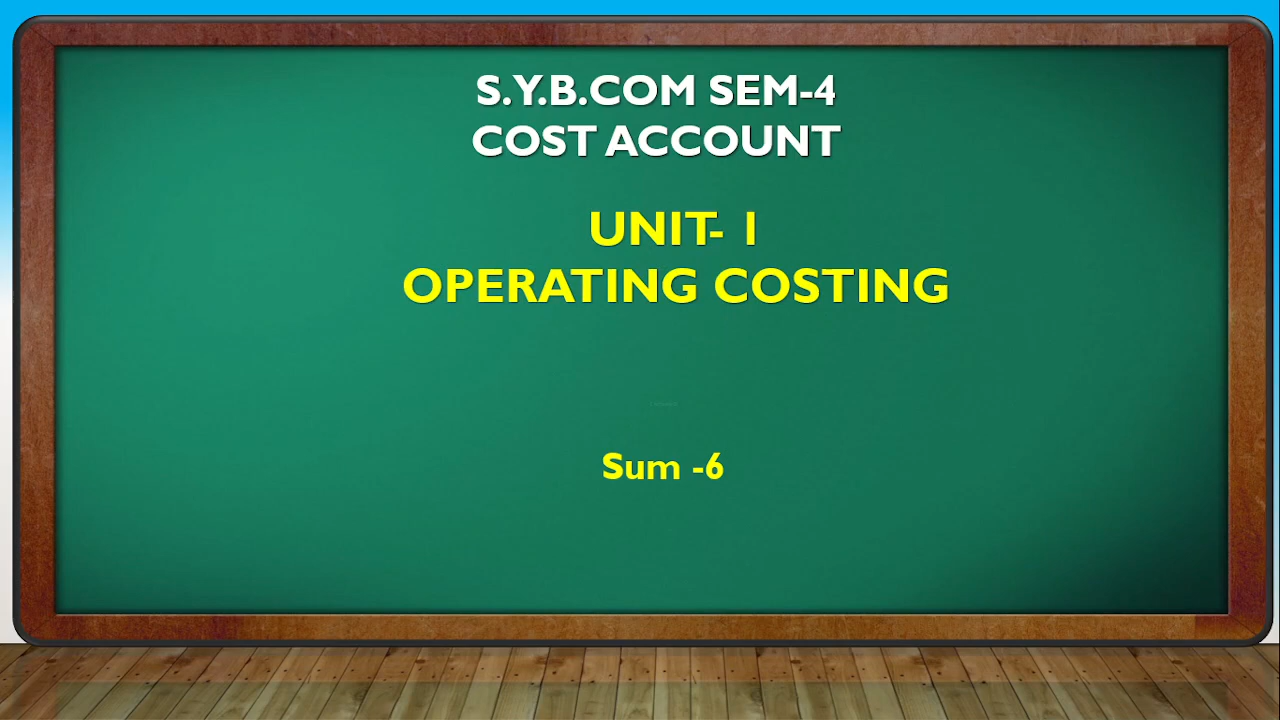 S.Y.B.COM SEM-4
COST ACCOUNT
UNIT- 1
OPERATING COSTING
Sum -6